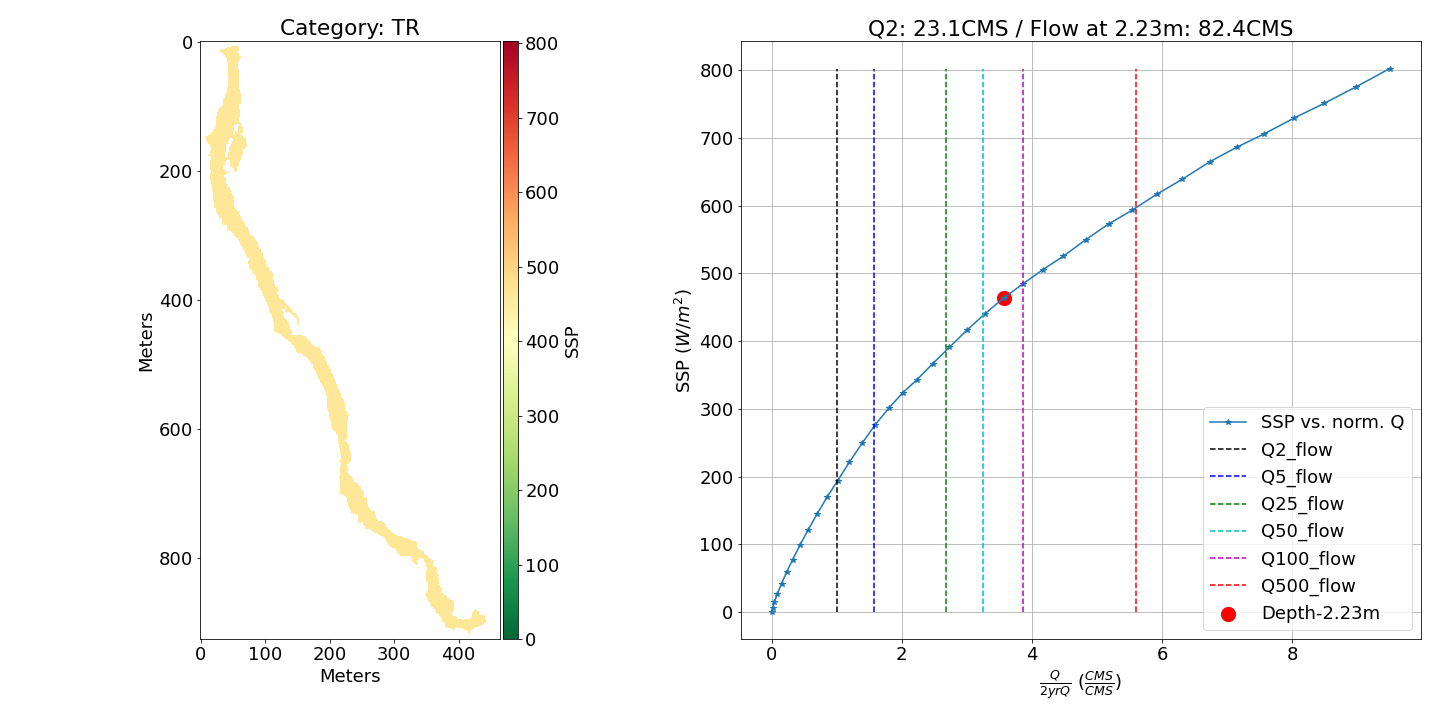 Category: TR
0
200
400
600
800
Meters
0
100
200
300
400
Meters
800
700
600
500
400
300
200
100
0
SSP
Q2: 23.1CMS / Flow at 2.23m: 82.4CMS
800
700
600
500
400
300
200
100
0
SSP (W/m²)
0
2
4
6
8
Q/2yrQ (CMS/CMS)
SSP vs. norm. Q
Q2_flow
Q5_flow
Q25_flow
Q50_flow
Q100_flow
Q500_flow
Depth-2.23m